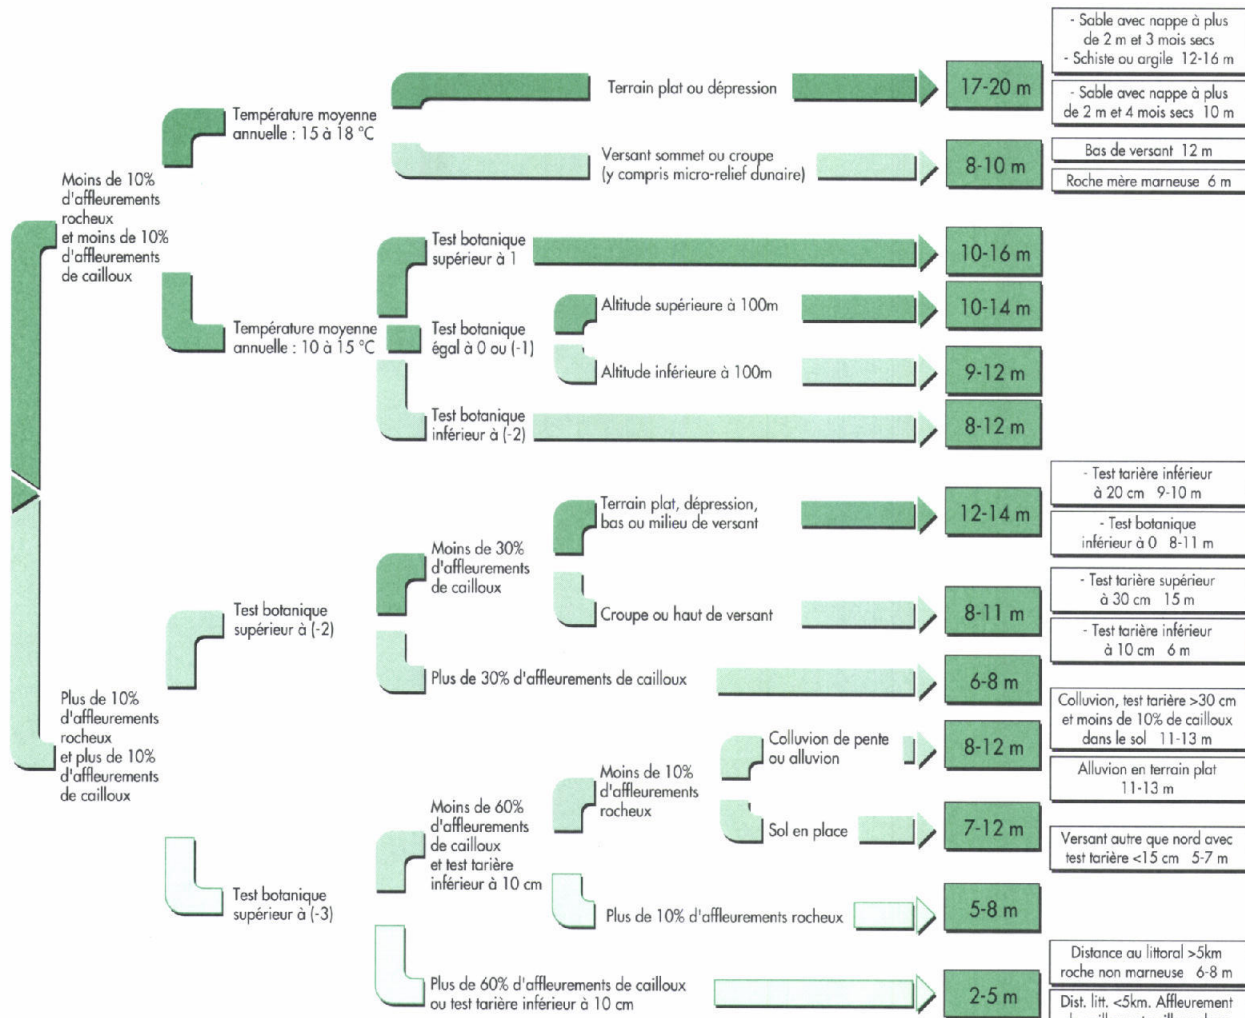 - Sable avec nappe à plus
de 2 m et 3 mois secs
- Schiste ou argile 12-16 m
Terrain plat ou dépression
17-20 m
- Sable avec nappe à plus
de 2 m et 4 mois secs 10 m
Température moyenne
annuelle : 15 à 18 °C
Versant sommet ou croupe
(y compris micro-relief dunaire)
8-10 m
Bas de versant 12 m
Roche mère marneuse 6 m
Moins de 10%
d'affleurements
rocheux
et moins de 10%
d'affleurements
de cailloux
Test botanique
supérieur à 1
10-16 m
Température moyenne
annuelle : 10 à 15 °C
Test botanique
égal à 0 ou (-1)
Altitude supérieure à 100m
10-14 m
Altitude inférieure à 100m
9-12 m
Test botanique
inférieur à (-2)
8-12 m
Terrain plat, dépression,
bas ou milieu de versant
12-14 m
- Test tarière inférieur
à 20 cm 9-10 m
- Test botanique
inférieur à 0 8-11 m
Moins de 30%
d'affleurements
de cailloux
Croupe ou haut de versant
8-11 m
- Test tarière supérieur
à 30 cm 15 m
- Test tarière inférieur
à 10 cm 6 m
Test botanique
supérieur à (-2)
Plus de 30% d'affleurements de cailloux
6-8 m
Plus de 10%
d'affleurements
rocheux
et plus de 10%
d'affleurements
de cailloux
Colluvion de pente
ou alluvion
8-12 m
Colluvion, test tarière >30 cm
et moins de 10% de cailloux
dans le sol 11-13 m
Alluvion en terrain plat
11-13 m
Moins de 10%
d'affleurements
rocheux
Sol en place
7-12 m
Versant autre que nord avec
test tarière <15 cm 5-7 m
Moins de 60%
d'affleurements
de cailloux
et test tarière
inférieur à 10 cm
Test botanique
supérieur à (-3)
Plus de 10% d'affleurements rocheux
5-8 m
Plus de 60% d'affleurements de cailloux
ou test tarière inférieur à 10 cm
2-5 m
Distance au littoral >5km
roche non marneuse 6-8 m
Dist. litt. <5km. Affleurement